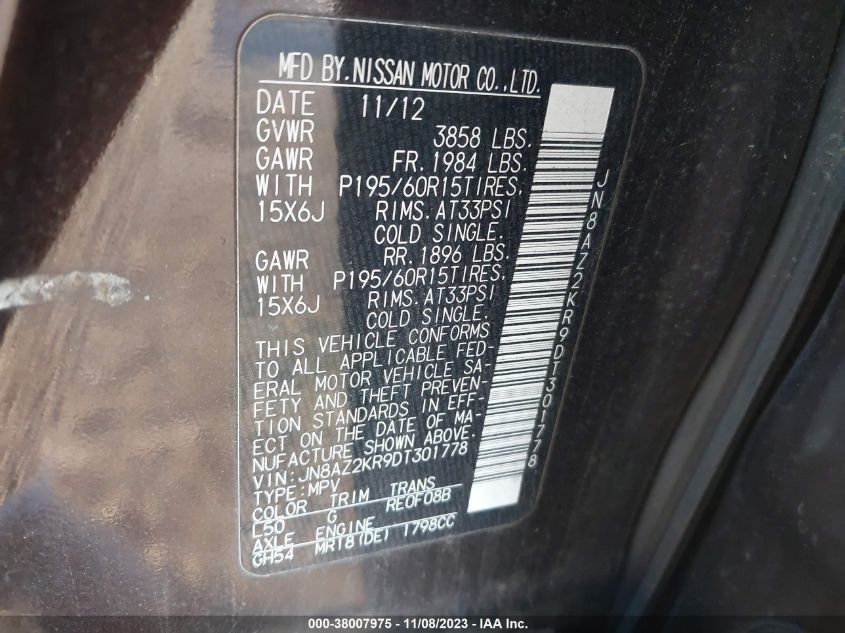 MFD BY.NISSAN MOTOR CO.,LTD.
DATE 11/12
GVWR 3858 LBS.
GAWR FR. 1984 LBS.
WITH P195/60R15TIRES.
15X6J RIMS. AT33PSI
COLD SINGLE.
GAWR RR. 1896 LBS.
WITH P195/60R15TIRES.
15X6J RIMS. AT33PSI
COLD SINGLE.
THIS VEHICLE CONFORMS
TO ALL APPLICABLE FED-
ERAL MOTOR VEHICLE SA-
FETY AND THEFT PREVEN-
TION STANDARDS IN EFF-
ECT ON THE DATE OF MA-
NUFACTURE SHOWN ABOVE.
VIN:JN8AZ2KR9DT301778
TYPE:MPV
COLOR TRIM TRANS
L50 G RE0F08B
AXLE ENGINE
GH54 MRT8(DE) 1798CC
JN8AZ2KR9DT301778
000-38007975 - 11/08/2023 - IAA Inc.